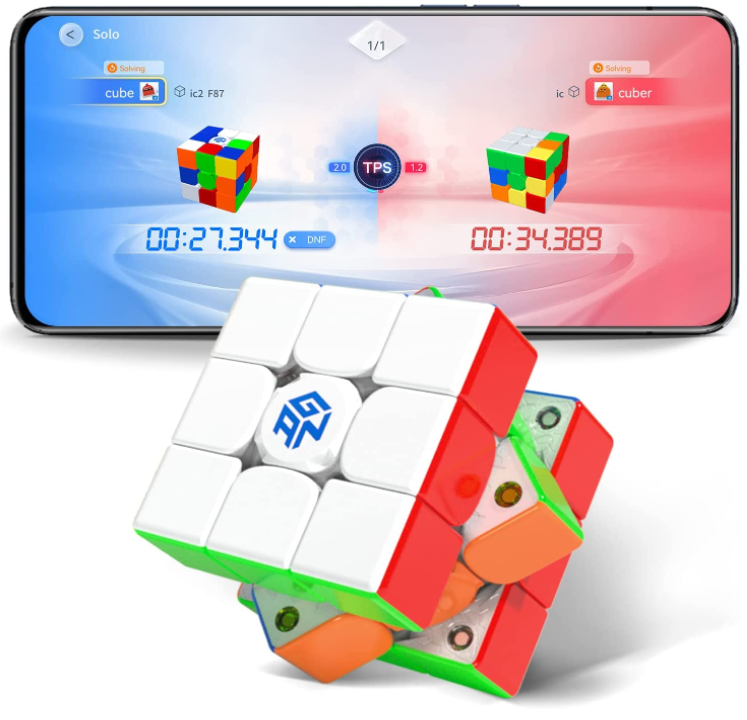 < Solo
1/1
Solving
Solving
cube
ic2 F87
ic
cuber
2.0
TPS
1.2
00:27.344
× DNF
00:34.389
GAN